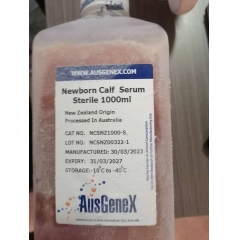 WWW.AUSGENEX.COM
Newborn Calf Serum
Sterile 1000ml
New Zealand Origin
Processed In Australia
CAT NO. NCSNZ1000-S
LOT NO. NCSNZ00322-1
MANUFACTURED: 30/03/2023
EXPIRY: 31/03/2027
STORAGE: -10°C to -40°C
AusGeneX